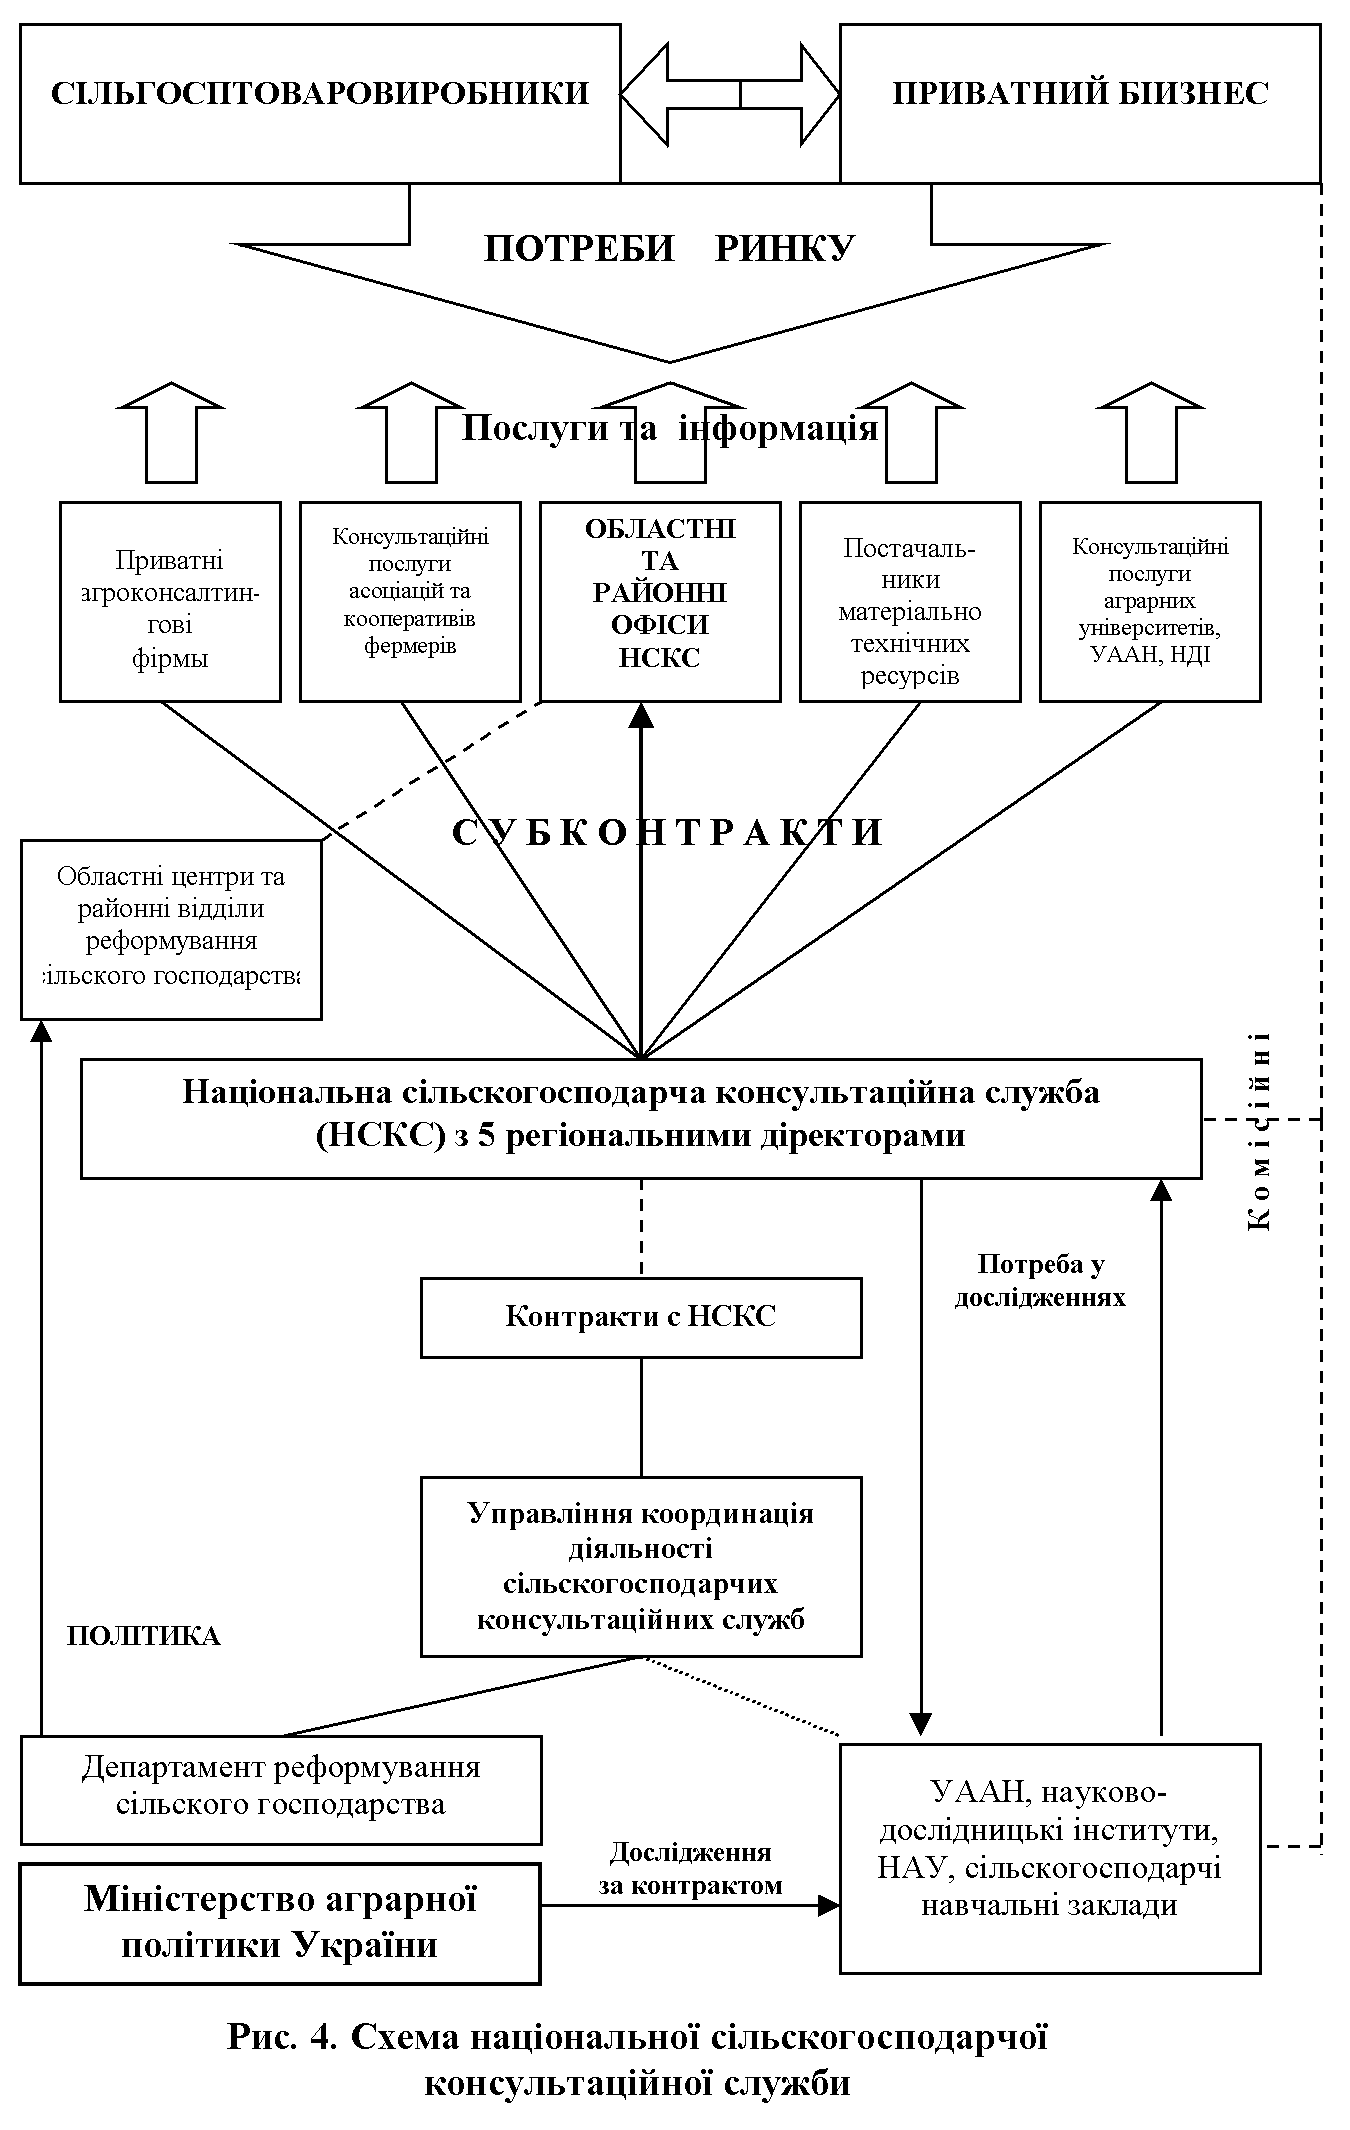 СІЛЬГОСПТОВАРОВИРОБНИКИ
ПРИВАТНИЙ БІИЗНЕС
ПОТРЕБИ РИНКУ
Послуги та інформація
Приватні
агроконсалтин-
гові
фірмы
Консультаційні
послуги
асоціацій та
кооперативів
фермерів
ОБЛАСТНІ
ТА
РАЙОННІ
ОФІСИ
НСКС
Постачаль-
ники
матеріально
технічних
ресурсів
Консультаційні
послуги
аграрних
університетів,
УААН, НДІ
СУБКОНТРАКТИ
Областні центри та
районні відділи
реформування
сільского господарства
Національна сільскогосподарча консультаційна служба
(НСКС) з 5 регіональними діректорами
Комісійні
Потреба у
дослідженнях
Контракти с НСКС
Управління координація
діяльності
сільскогосподарчих
консультаційних служб
ПОЛІТИКА
Департамент реформування
сільского господарства
УААН, науково-
дослідницькі інститути,
НАУ, сільскогосподарчі
навчальні заклади
Дослідження
за контрактом
Міністерство аграрної
політики України
Рис. 4. Схема національної сільскогосподарчої
консультаційної служби